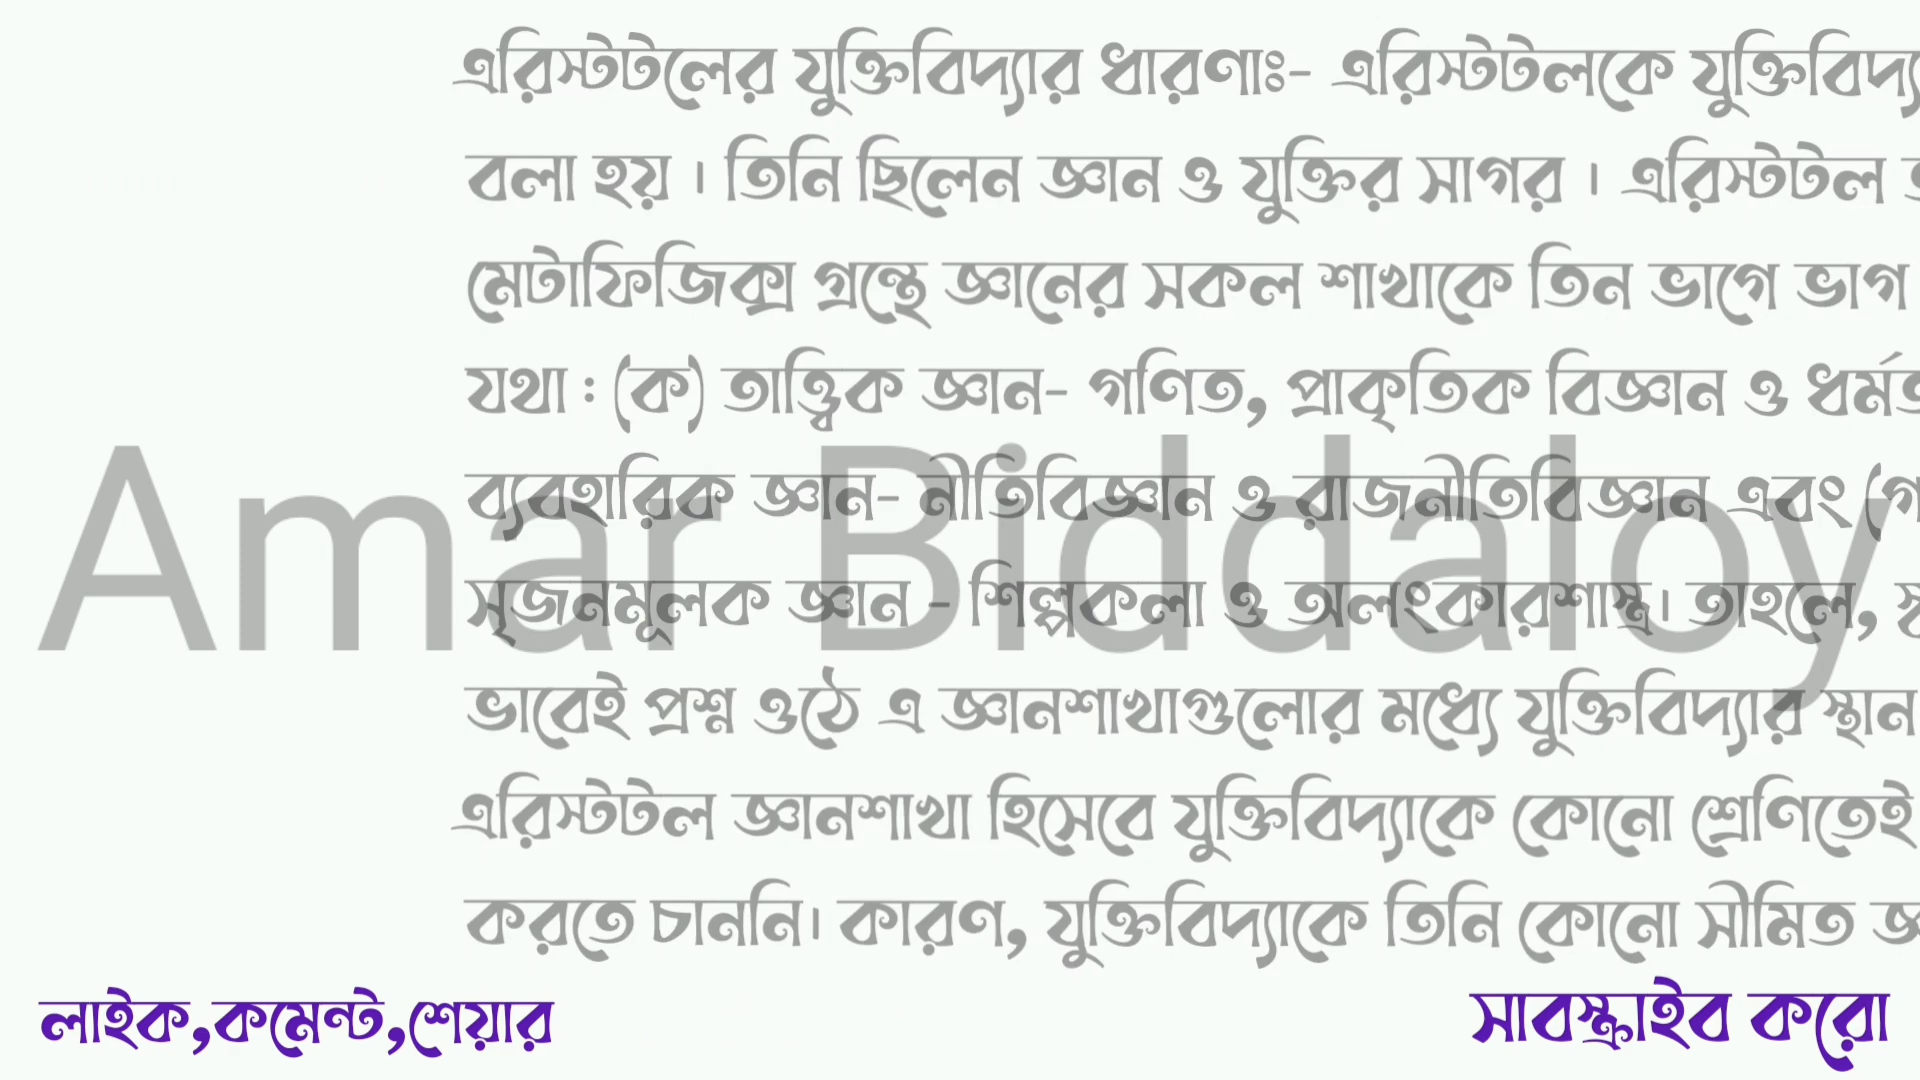 এরিস্টটলের যুক্তিবিদ্যার ধারণাঃ- এরিস্টটলকে
বলা হয় । তিনি ছিলেন জ্ঞান ও যুক্তির সাগর । এরিস্টটল
মেটাফিজিক্স গ্রন্থে জ্ঞানের সকল শাখাকে তিন ভাগে ভাগ
যথা : (ক) তাত্ত্বিক জ্ঞান- গণিত, প্রাকৃতিক বিজ্ঞান ও
ব্যবহারিক জ্ঞান- নীতিবিজ্ঞান ও রাজনীতিবিজ্ঞান এবং
Amar Biddaloy
সৃজনমূলক জ্ঞান - শিল্পকলা ও অলংকারশাস্ত্র। তাহলে,
ভাবেই প্রশ্ন ওঠে এ জ্ঞানশাখাগুলোর মধ্যে যুক্তিবিদ্যার স্থান
এরিস্টটল জ্ঞানশাখা হিসেবে যুক্তিবিদ্যাকে কোনো শ্রেণিতেই
করতে চাননি। কারণ, যুক্তিবিদ্যাকে তিনি কোনো সীমিত
লাইক,কমেন্ট,শেয়ার
সাবস্ক্রাইব করো